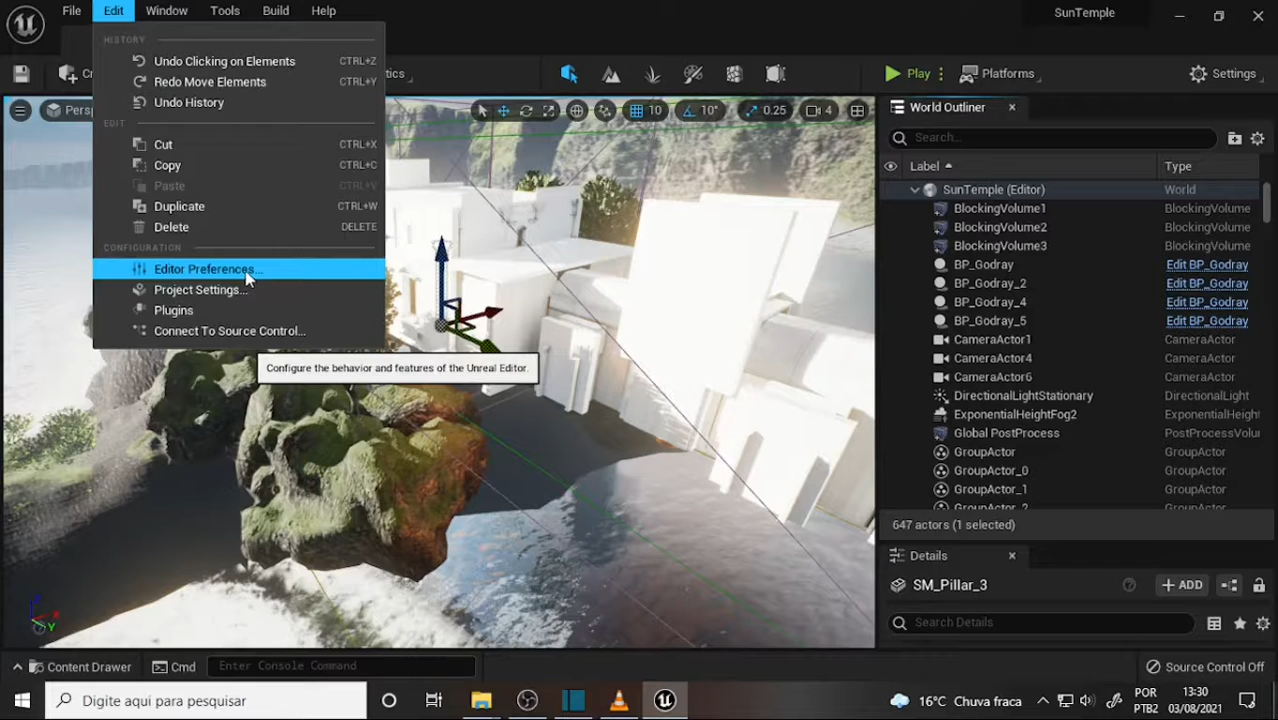 File Edit Window Tools Build Help SunTemple
Play Platforms Settings
HISTORY
Undo Clicking on Elements CTRL+Z
Redo Move Elements CTRL+Y
Undo History
EDIT
Cut CTRL+X
Copy CTRL+C
Paste CTRL+V
Duplicate CTRL+W
Delete DELETE
CONFIGURATION
Editor Preferences...
Project Settings...
Plugins
Connect To Source Control...
Configure the behavior and features of the Unreal Editor.
10 10° 0.25 4
World Outliner
Search...
Label Type
SunTemple (Editor) World
BlockingVolume1 BlockingVolume
BlockingVolume2 BlockingVolume
BlockingVolume3 BlockingVolume
BP_Godray Edit BP_Godray
BP_Godray_2 Edit BP_Godray
BP_Godray_4 Edit BP_Godray
BP_Godray_5 Edit BP_Godray
CameraActor1 CameraActor
CameraActor4 CameraActor
CameraActor6 CameraActor
DirectionalLightStationary DirectionalLight
ExponentialHeightFog2 ExponentialHeight
Global PostProcess PostProcessVolu
GroupActor GroupActor
GroupActor_0 GroupActor
GroupActor_1 GroupActor
GroupActor_2 GroupActor
647 actors (1 selected)
Details
SM_Pillar_3 ADD
Search Details
X Y Z
Content Drawer Cmd Enter Console Command Source Control Off
Digite aqui para pesquisar 16°C Chuva fraca POR PTB2 13:30 03/08/2021